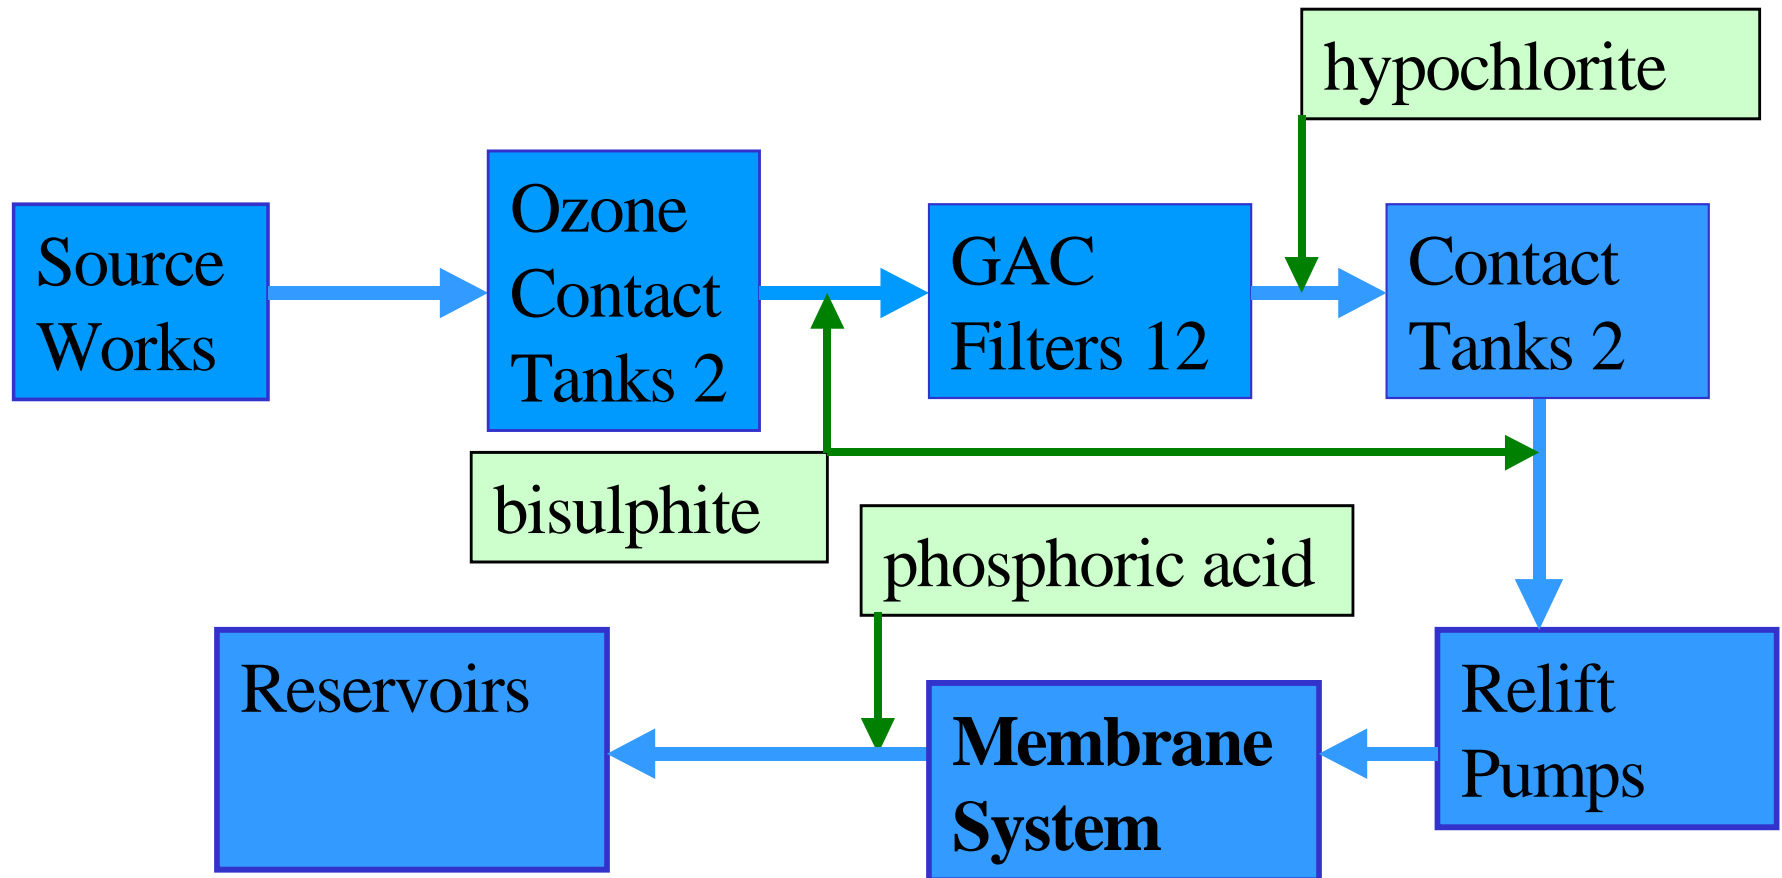 hypochlorite
Source
Works
Ozone
Contact
Tanks 2
GAC
Filters 12
Contact
Tanks 2
bisulphite
phosphoric acid
Reservoirs
Membrane
System
Relift
Pumps